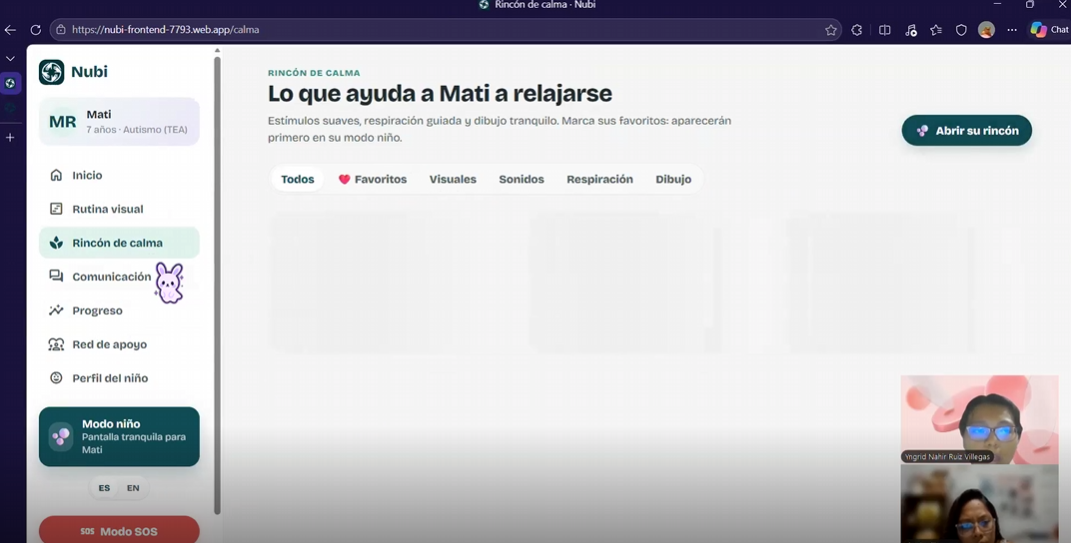 Rincón de calma · Nubi
https://nubi-frontend-7793.web.app/calma
Chat
Nubi
MR
Mati
7 años · Autismo (TEA)
Inicio
Rutina visual
Rincón de calma
Comunicación
Progreso
Red de apoyo
Perfil del niño
Modo niño
Pantalla tranquila para
Mati
ES EN
SOS Modo SOS
RINCÓN DE CALMA
Lo que ayuda a Mati a relajarse
Estímulos suaves, respiración guiada y dibujo tranquilo. Marca sus favoritos: aparecerán
primero en su modo niño.
Abrir su rincón
Todos Favoritos Visuales Sonidos Respiración Dibujo
Yngrid Nahir Ruiz Villegas